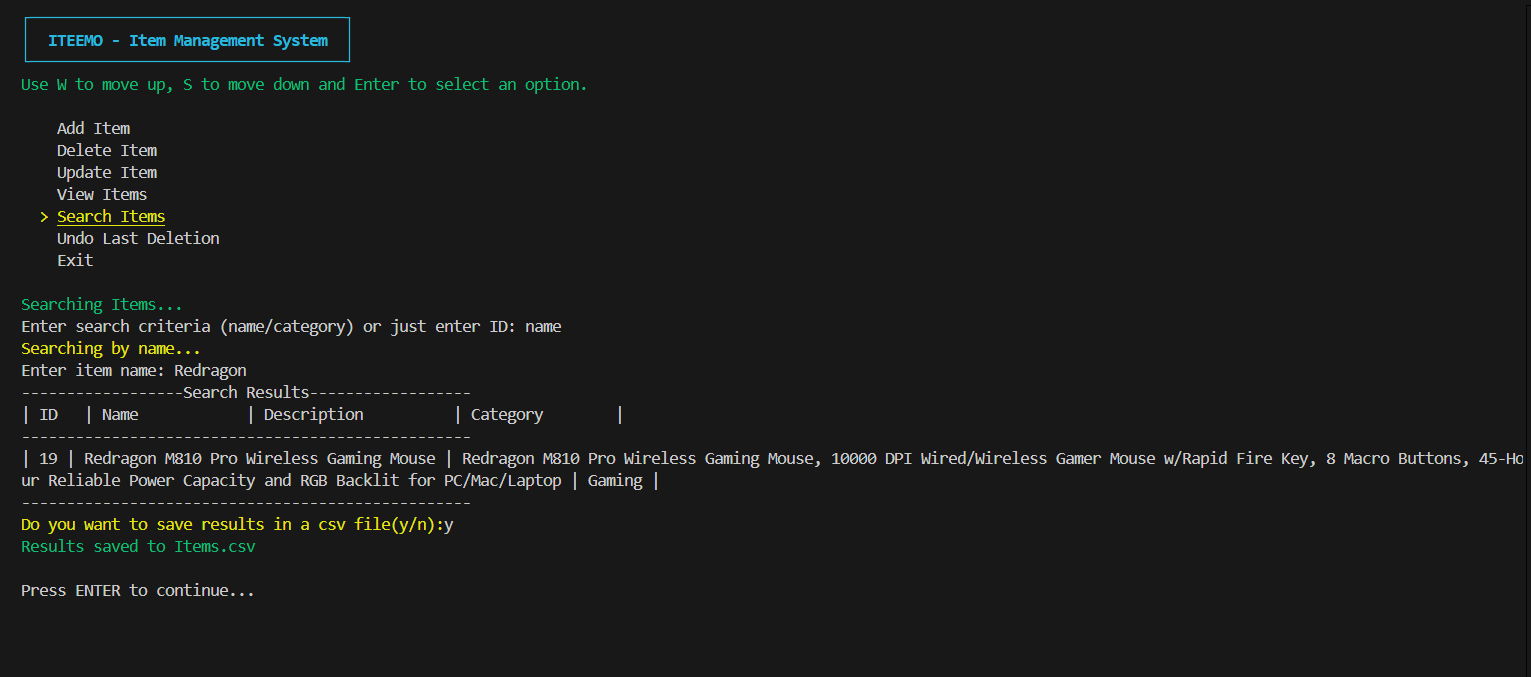 ITEEMO - Item Management System
Use W to move up, S to move down and Enter to select an option.
Add Item
Delete Item
Update Item
View Items
> Search Items
Undo Last Deletion
Exit
Searching Items...
Enter search criteria (name/category) or just enter ID: name
Searching by name...
Enter item name: Redragon
------------------Search Results------------------
| ID   | Name            | Description          | Category        |
--------------------------------------------------
| 19 | Redragon M810 Pro Wireless Gaming Mouse | Redragon M810 Pro Wireless Gaming Mouse, 10000 DPI Wired/Wireless Gamer Mouse w/Rapid Fire Key, 8 Macro Buttons, 45-Ho
ur Reliable Power Capacity and RGB Backlit for PC/Mac/Laptop | Gaming |
--------------------------------------------------
Do you want to save results in a csv file(y/n):y
Results saved to Items.csv
Press ENTER to continue...